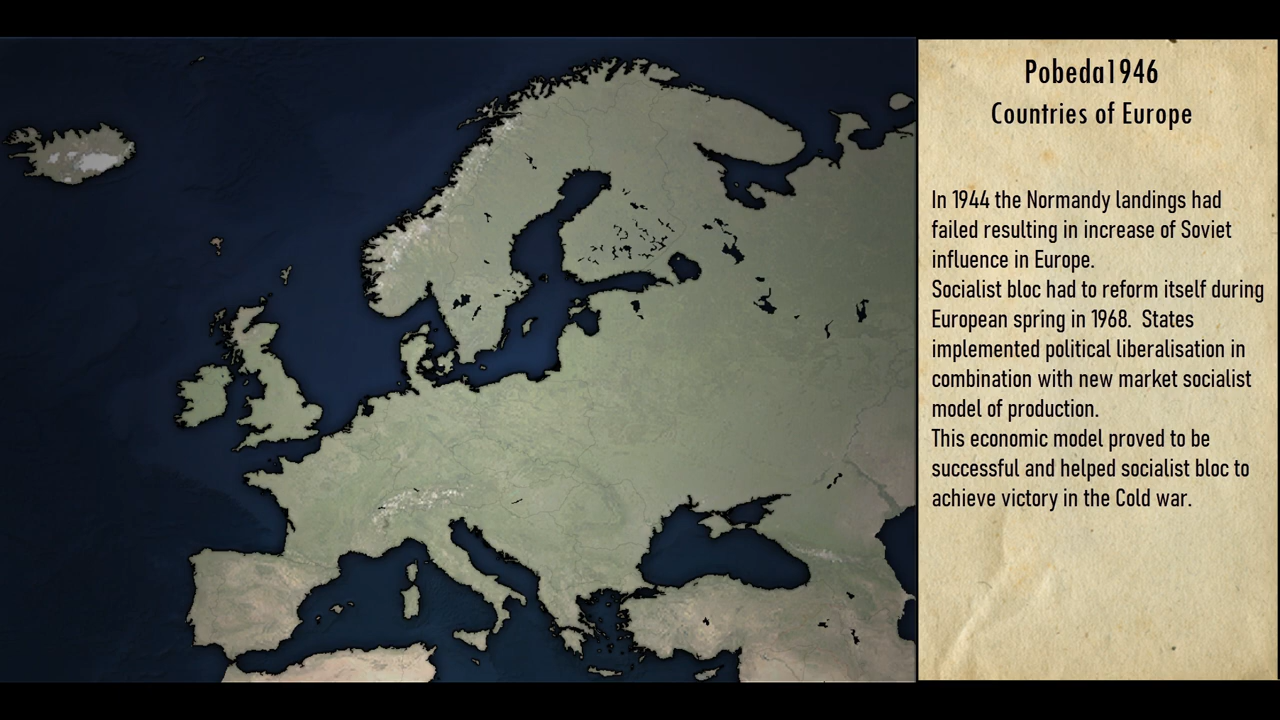 Pobeda1946
Countries of Europe
In 1944 the Normandy landings had
failed resulting in increase of Soviet
influence in Europe.
Socialist bloc had to reform itself during
European spring in 1968.  States
implemented political liberalisation in
combination with new market socialist
model of production.
This economic model proved to be
successful and helped socialist bloc to
achieve victory in the Cold war.